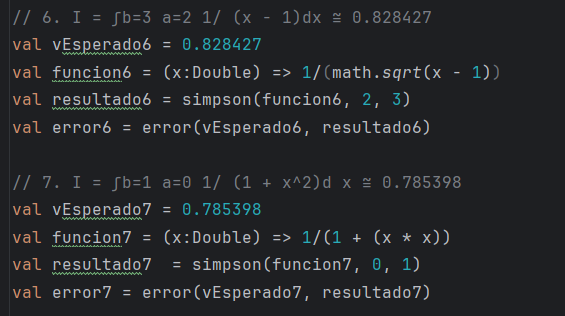 // 6. I = ∫b=3 a=2 1/ (x - 1)dx ≅ 0.828427
val vEsperado6 = 0.828427
val funcion6 = (x:Double) => 1/(math.sqrt(x - 1))
val resultado6 = simpson(funcion6, 2, 3)
val error6 = error(vEsperado6, resultado6)
// 7. I = ∫b=1 a=0 1/ (1 + x^2)d x ≅ 0.785398
val vEsperado7 = 0.785398
val funcion7 = (x:Double) => 1/(1 + (x * x))
val resultado7  = simpson(funcion7, 0, 1)
val error7 = error(vEsperado7, resultado7)